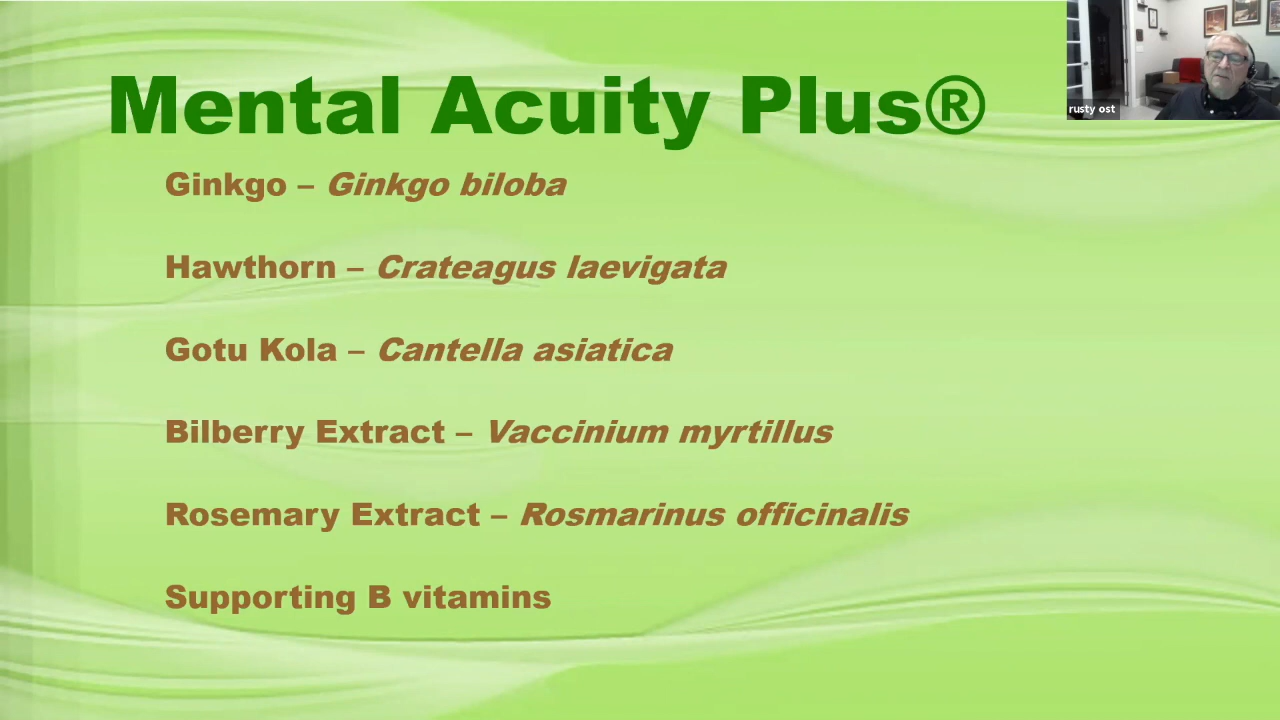 Mental Acuity Plus®
rusty ost
Ginkgo – Ginkgo biloba
Hawthorn – Crateagus laevigata
Gotu Kola – Cantella asiatica
Bilberry Extract – Vaccinium myrtillus
Rosemary Extract – Rosmarinus officinalis
Supporting B vitamins